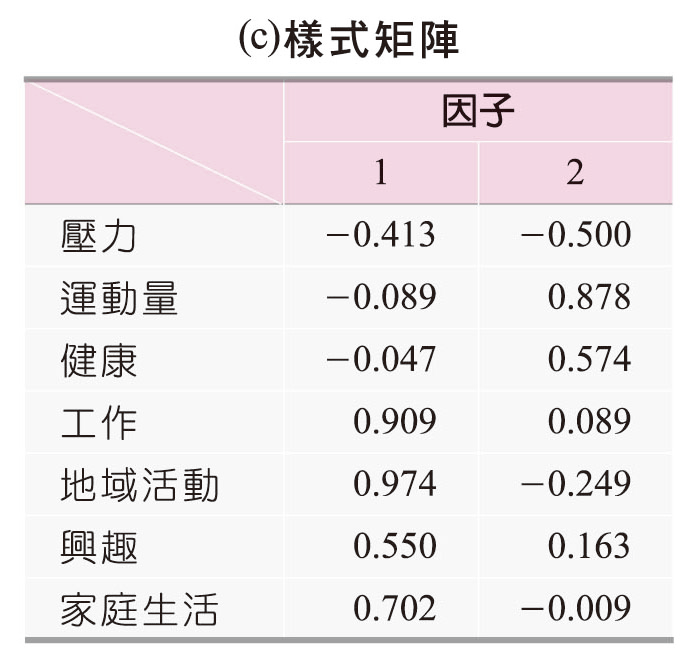 (c)樣式矩陣
因子
1 2
壓力 −0.413 −0.500
運動量 −0.089 0.878
健康 −0.047 0.574
工作 0.909 0.089
地域活動 0.974 −0.249
興趣 0.550 0.163
家庭生活 0.702 −0.009